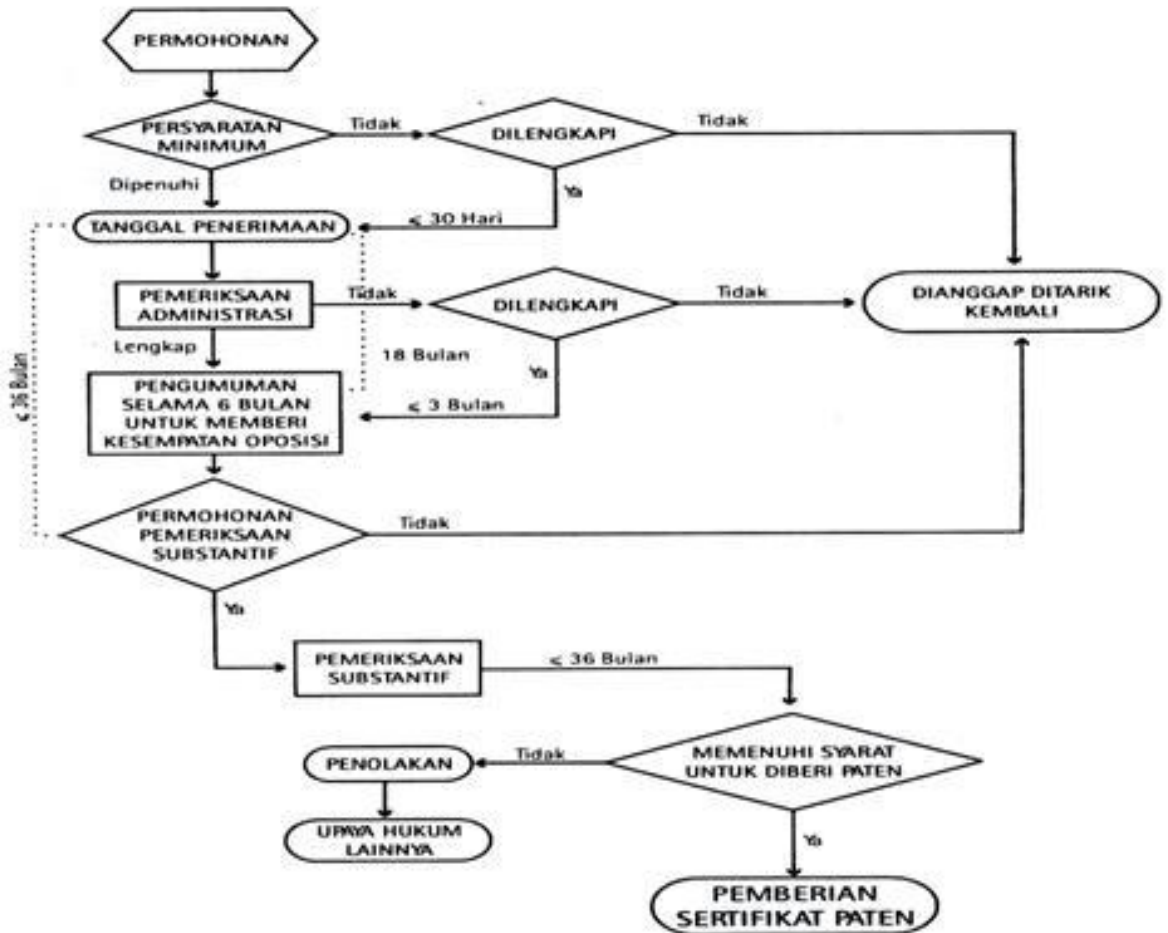 PERMOHONAN
PERSYARATAN
MINIMUM
Tidak
DILENGKAPI
Tidak
Dipenuhi
Ya
TANGGAL PENERIMAAN
⩽ 30 Hari
PEMERIKSAAN
ADMINISTRASI
Tidak
DILENGKAPI
Tidak
DIANGGAP DITARIK
KEMBALI
Lengkap
18 Bulan
Ya
⩽ 36 Bulan
PENGUMUMAN
SELAMA 6 BULAN
UNTUK MEMBERI
KESEMPATAN OPOSISI
⩽ 3 Bulan
PERMOHONAN
PEMERIKSAAN
SUBSTANTIF
Tidak
Ya
PEMERIKSAAN
SUBSTANTIF
⩽ 36 Bulan
MEMENUHI SYARAT
UNTUK DIBERI PATEN
Tidak
PENOLAKAN
UPAYA HUKUM
LAINNYA
Ya
PEMBERIAN
SERTIFIKAT PATEN